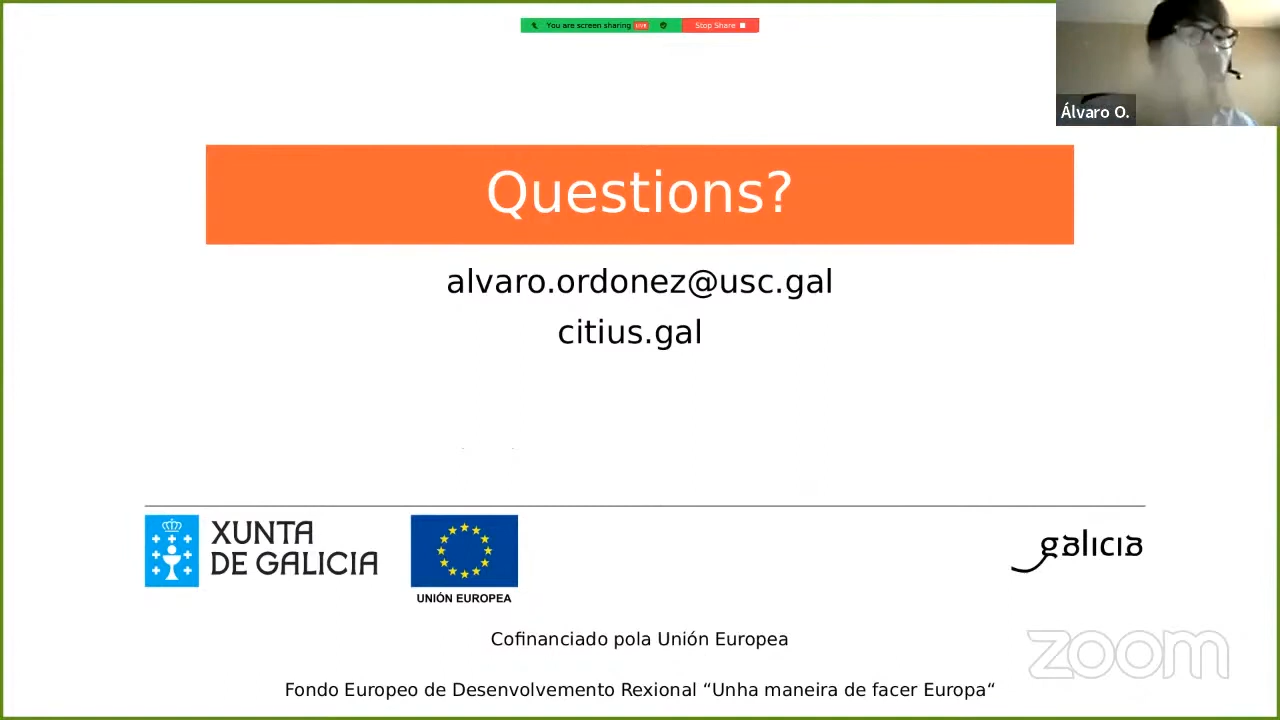 You are screen sharing LIVE Stop Share
Álvaro O.
Questions?
alvaro.ordonez@usc.gal
citius.gal
XUNTA
DE GALICIA
UNIÓN EUROPEA
galicia
Cofinanciado pola Unión Europea
zoom
Fondo Europeo de Desenvolvemento Rexional “Unha maneira de facer Europa“